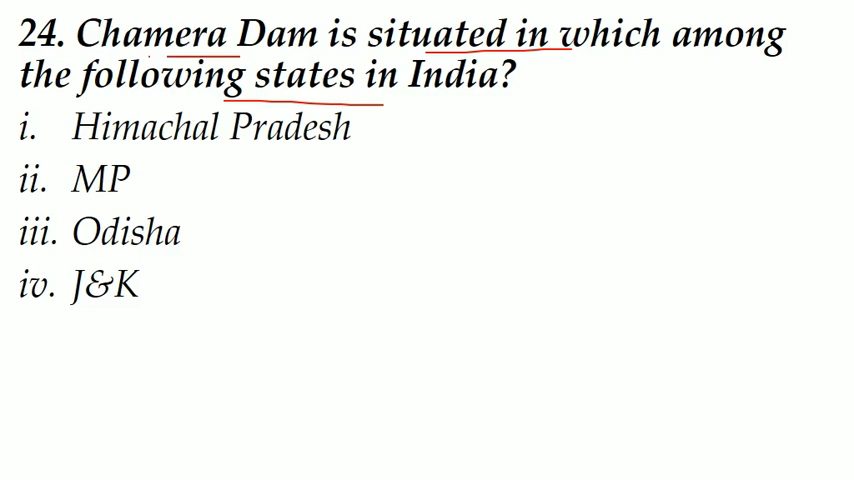 24. Chamera Dam is situated in which among
the following states in India?
i. Himachal Pradesh
ii. MP
iii. Odisha
iv. J&K